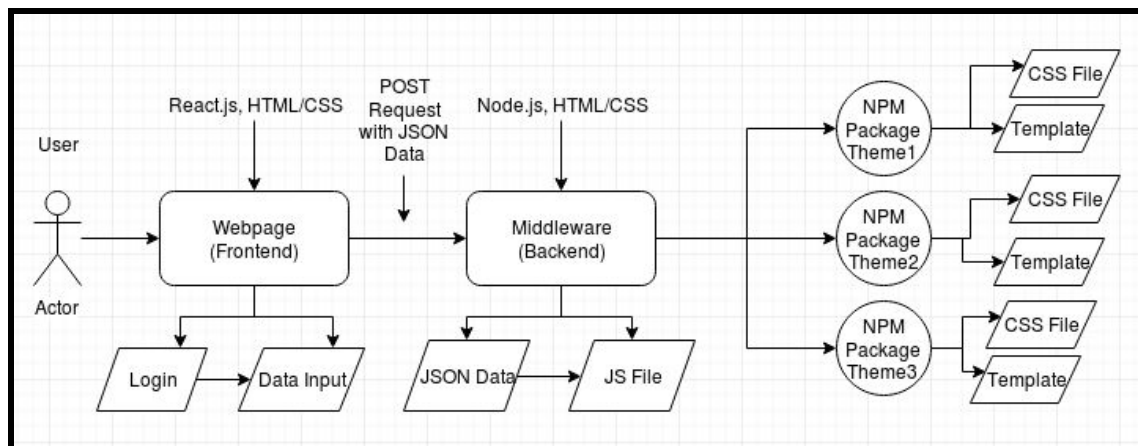 User
Actor
React.js, HTML/CSS
Webpage
(Frontend)
Login
Data Input
POST
Request
with JSON
Data
Node.js, HTML/CSS
Middleware
(Backend)
JSON Data
JS File
NPM
Package
Theme1
CSS File
Template
NPM
Package
Theme2
CSS File
Template
NPM
Package
Theme3
CSS File
Template